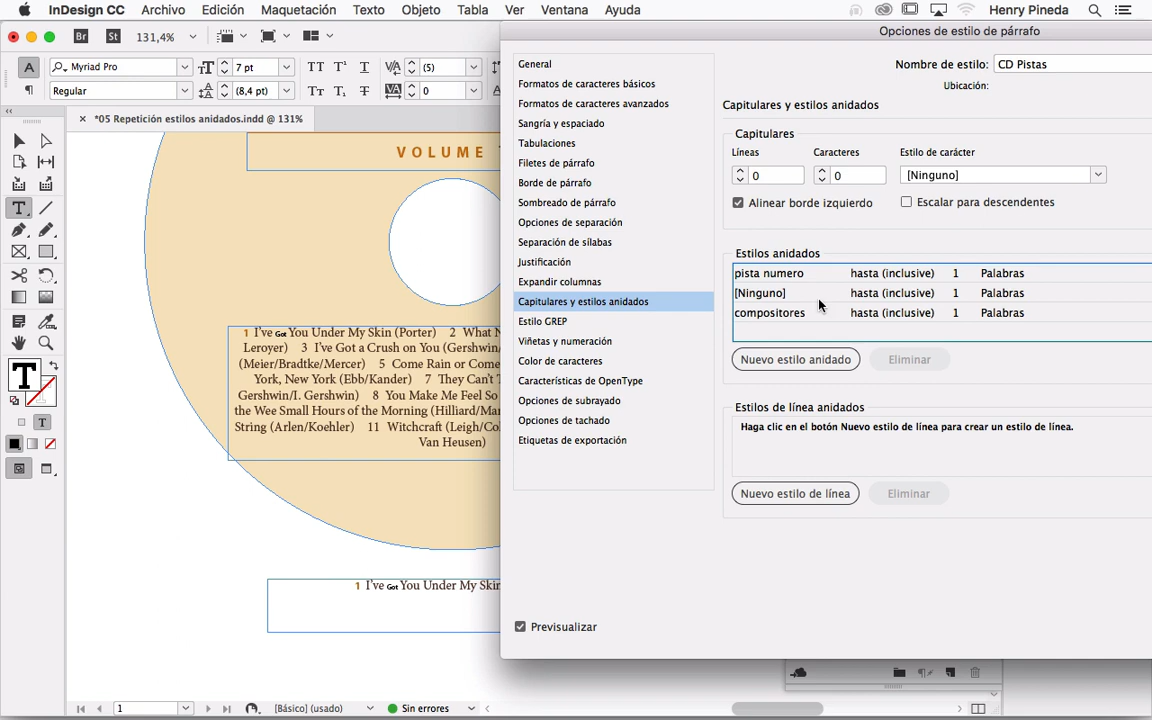 InDesign CC Archivo Edición Maquetación Texto Objeto Tabla Ver Ventana Ayuda Henry Pineda
Br St 131,4%
Opciones de estilo de párrafo
A Myriad Pro 7 pt (5)
Regular (8,4 pt) 0
*05 Repetición estilos anidados.indd @ 131%
VOLUME
1 I've Got You Under My Skin (Porter) 2 What N
Leroyer) 3 I've Got a Crush on You (Gershwin/
(Meier/Bradtke/Mercer) 5 Come Rain or Come
York, New York (Ebb/Kander) 7 They Can't T
Gershwin/I. Gershwin) 8 You Make Me Feel So
the Wee Small Hours of the Morning (Hilliard/Man
String (Arlen/Koehler) 11 Witchcraft (Leigh/Col
Van Heusen)
1 I've Got You Under My Skin
General
Formatos de caracteres básicos
Formatos de caracteres avanzados
Sangría y espaciado
Tabulaciones
Filetes de párrafo
Borde de párrafo
Sombreado de párrafo
Opciones de separación
Separación de sílabas
Justificación
Expandir columnas
Capitulares y estilos anidados
Estilo GREP
Viñetas y numeración
Color de caracteres
Características de OpenType
Opciones de subrayado
Opciones de tachado
Etiquetas de exportación
Previsualizar
Nombre de estilo: CD Pistas
Ubicación:
Capitulares y estilos anidados
Capitulares
Líneas Caracteres Estilo de carácter
0 0 [Ninguno]
Alinear borde izquierdo Escalar para descendentes
Estilos anidados
pista numero hasta (inclusive) 1 Palabras
[Ninguno] hasta (inclusive) 1 Palabras
compositores hasta (inclusive) 1 Palabras
Nuevo estilo anidado Eliminar
Estilos de línea anidados
Haga clic en el botón Nuevo estilo de línea para crear un estilo de línea.
Nuevo estilo de línea Eliminar
1 [Básico] (usado) Sin errores